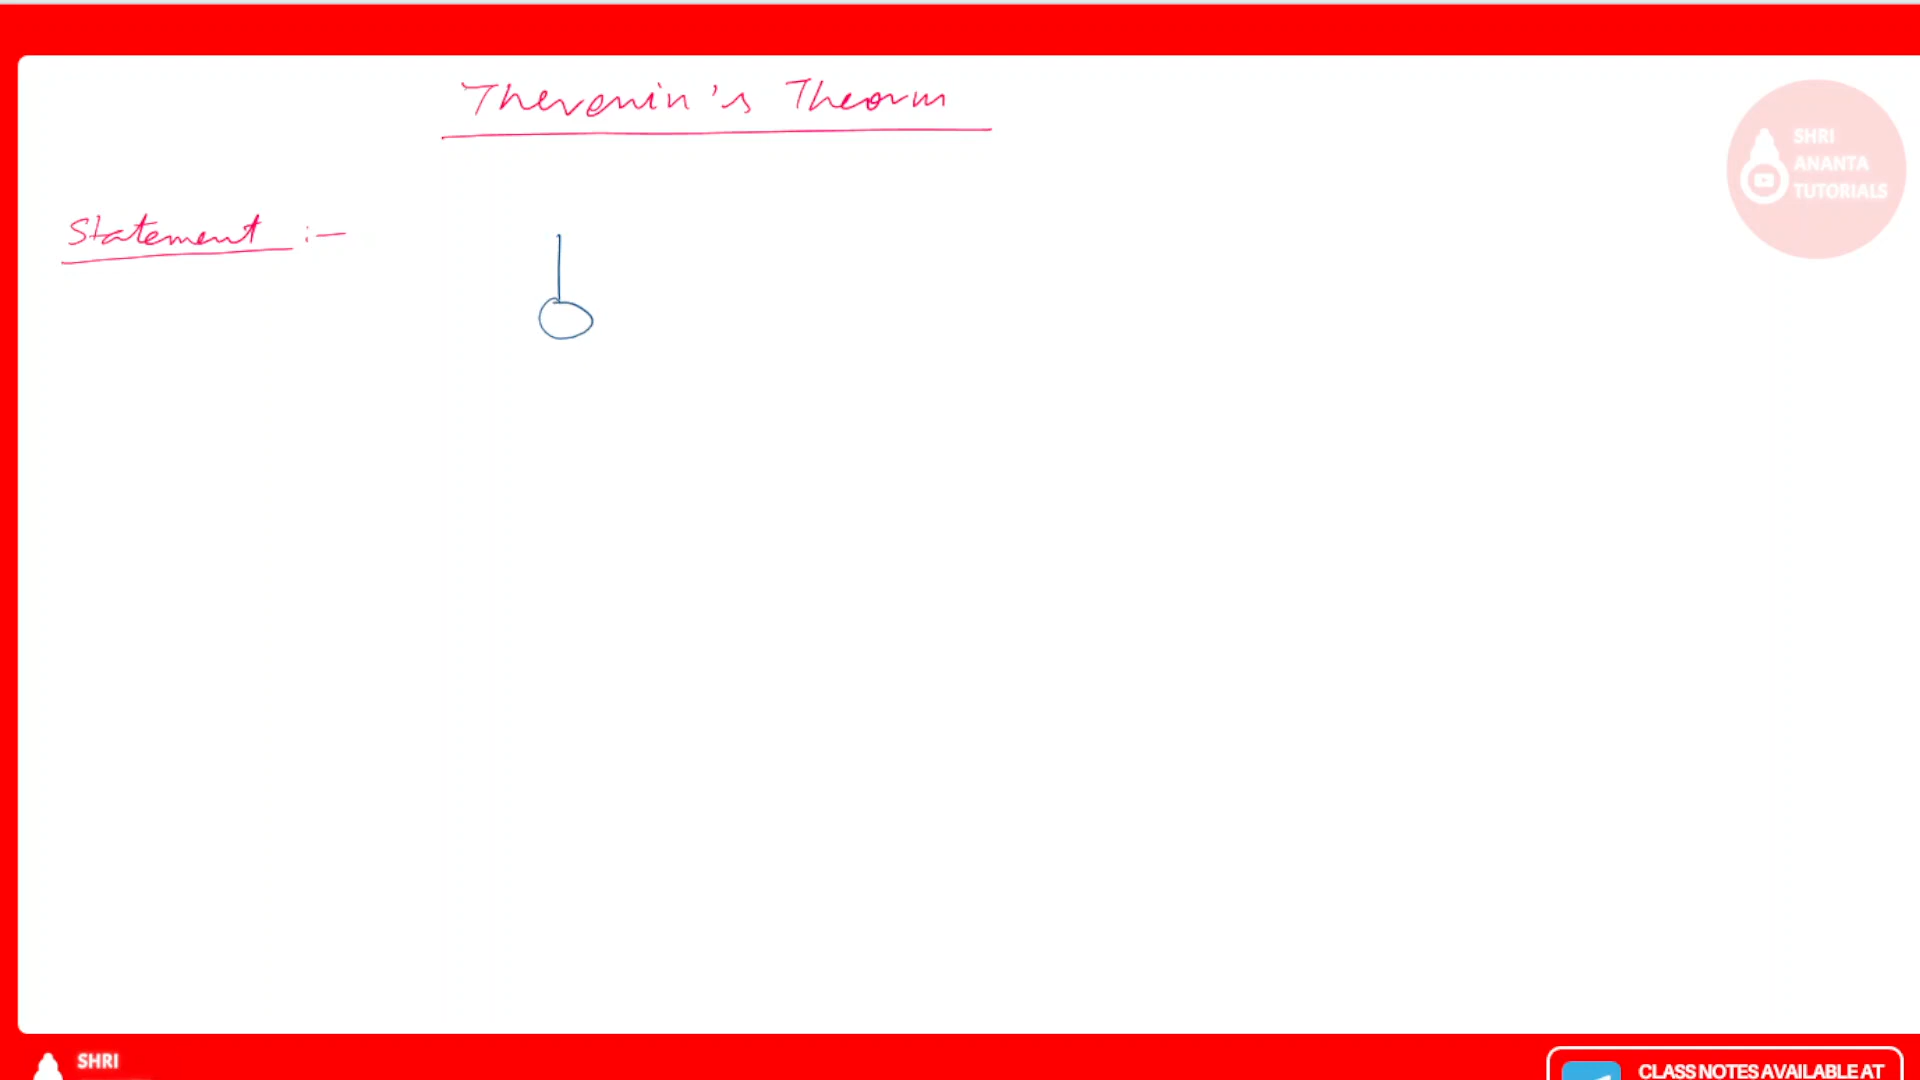 Thevenin's Theorm
SHRI
ANANTA
TUTORIALS
Statement :-
SHRI
CLASS NOTES AVAILABLE AT